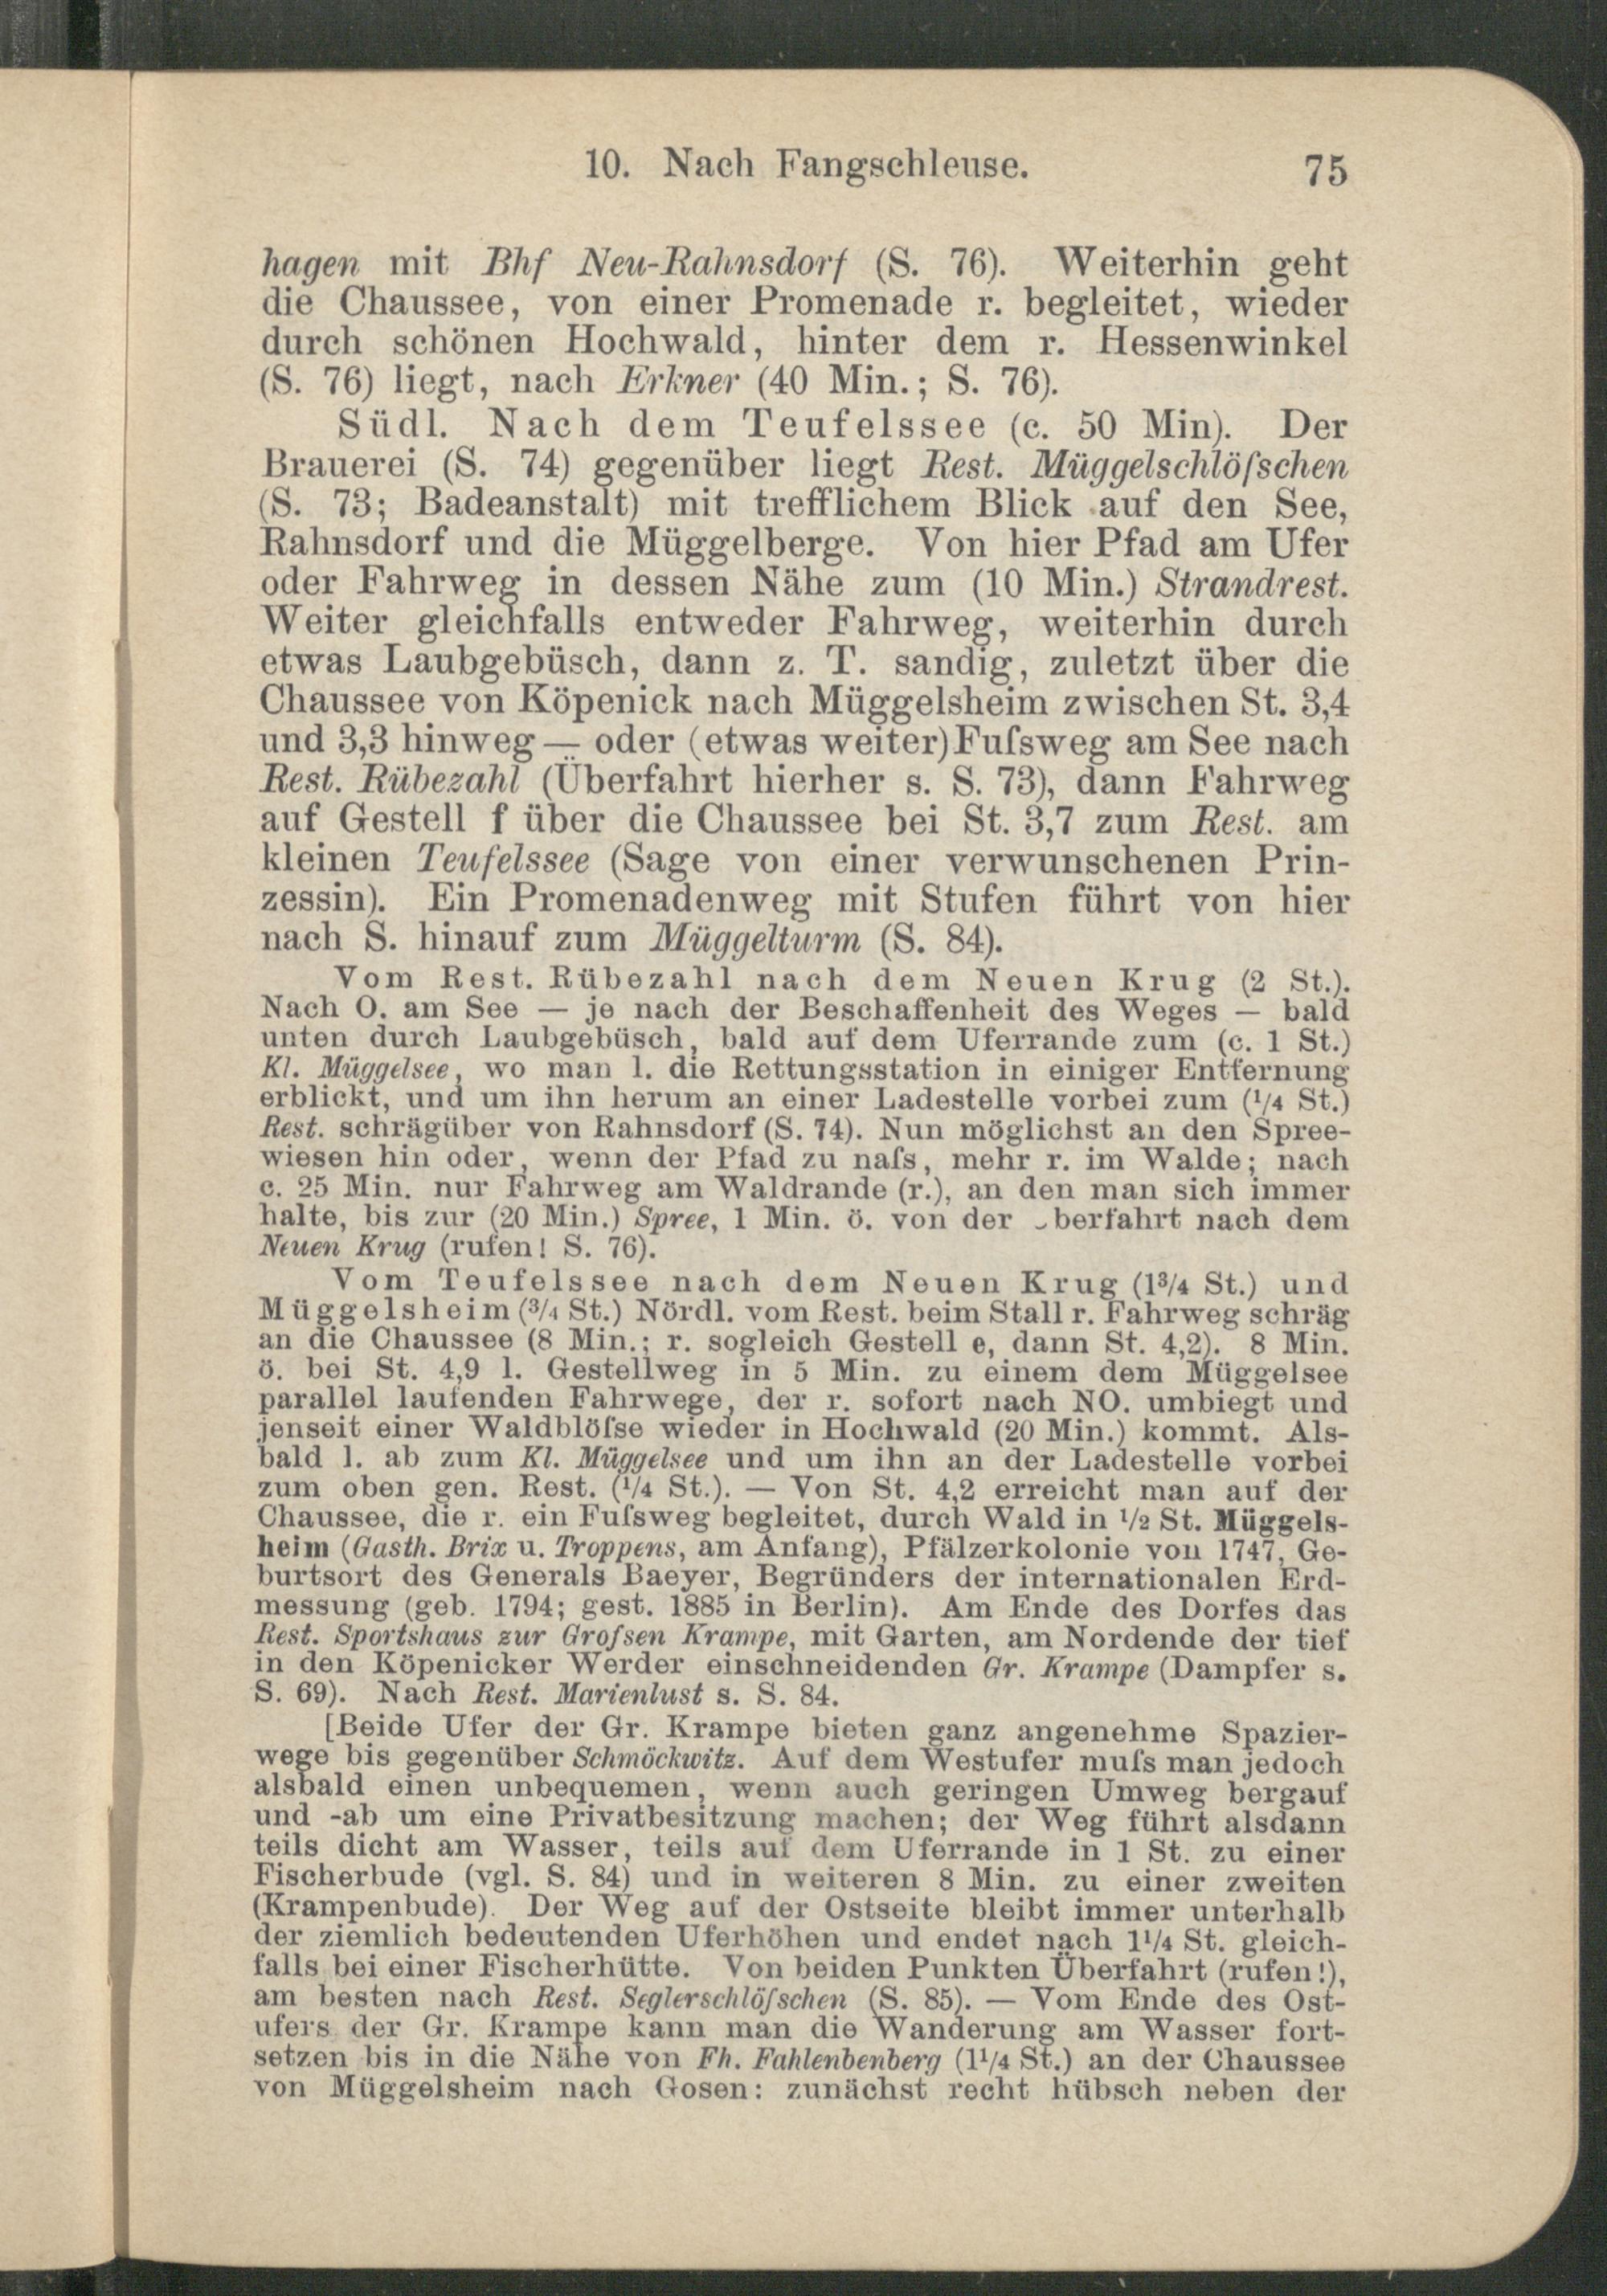 10. Nach Fangschleuse. 75
hagen mit Bhf Neu-Rahnsdorf (S. 76). Weiterhin geht
die Chaussee, von einer Promenade r. begleitet, wieder
durch schönen Hochwald, hinter dem r. Hessenwinkel
(S. 76) liegt, nach Erkner (40 Min.; S. 76).
Südl. Nach dem Teufelssee (c. 50 Min). Der
Brauerei (S. 74) gegenüber liegt Rest. Müggelschlöſschen
(S. 73; Badeanstalt) mit trefflichem Blick auf den See,
Rahnsdorf und die Müggelberge. Von hier Pfad am Ufer
oder Fahrweg in dessen Nähe zum (10 Min.) Strandrest.
Weiter gleichfalls entweder Fahrweg, weiterhin durch
etwas Laubgebüsch, dann z. T. sandig, zuletzt über die
Chaussee von Köpenick nach Müggelsheim zwischen St. 3,4
und 3,3 hinweg — oder (etwas weiter) Fuſsweg am See nach
Rest. Rübezahl (Überfahrt hierher s. S. 73), dann Fahrweg
auf Gestell f über die Chaussee bei St. 3,7 zum Rest. am
kleinen Teufelssee (Sage von einer verwunschenen Prin-
zessin). Ein Promenadenweg mit Stufen führt von hier
nach S. hinauf zum Müggelturm (S. 84).
Vom Rest. Rübezahl nach dem Neuen Krug (2 St.).
Nach O. am See — je nach der Beschaffenheit des Weges — bald
unten durch Laubgebüsch, bald auf dem Uferrande zum (c. 1 St.)
Kl. Müggelsee, wo man l. die Rettungsstation in einiger Entfernung
erblickt, und um ihn herum an einer Ladestelle vorbei zum (1/4 St.)
Rest. schrägüber von Rahnsdorf (S. 74). Nun möglichst an den Spree-
wiesen hin oder, wenn der Pfad zu naſs, mehr r. im Walde; nach
c. 25 Min. nur Fahrweg am Waldrande (r.), an den man sich immer
halte, bis zur (20 Min.) Spree, 1 Min. ö. von der berfahrt nach dem
Neuen Krug (rufen! S. 76).
Vom Teufelssee nach dem Neuen Krug (1 3/4 St.) und
Müggelsheim (3/4 St.) Nördl. vom Rest. beim Stall r. Fahrweg schräg
an die Chaussee (8 Min.; r. sogleich Gestell e, dann St. 4,2). 8 Min.
ö. bei St. 4,9 l. Gestellweg in 5 Min. zu einem dem Müggelsee
parallel laufenden Fahrwege, der r. sofort nach NO. umbiegt und
jenseit einer Waldblöſse wieder in Hochwald (20 Min.) kommt. Als-
bald l. ab zum Kl. Müggelsee und um ihn an der Ladestelle vorbei
zum oben gen. Rest. (1/4 St.). — Von St. 4,2 erreicht man auf der
Chaussee, die r. ein Fuſsweg begleitet, durch Wald in 1/2 St. Müggels-
heim (Gasth. Brix u. Troppens, am Anfang), Pfälzerkolonie von 1747, Ge-
burtsort des Generals Baeyer, Begründers der internationalen Erd-
messung (geb. 1794; gest. 1885 in Berlin). Am Ende des Dorfes das
Rest. Sportshaus zur Groſsen Krampe, mit Garten, am Nordende der tief
in den Köpenicker Werder einschneidenden Gr. Krampe (Dampfer s.
S. 69). Nach Rest. Marienlust s. S. 84.
[Beide Ufer der Gr. Krampe bieten ganz angenehme Spazier-
wege bis gegenüber Schmöckwitz. Auf dem Westufer muſs man jedoch
alsbald einen unbequemen, wenn auch geringen Umweg bergauf
und -ab um eine Privatbesitzung machen; der Weg führt alsdann
teils dicht am Wasser, teils auf dem Uferrande in 1 St. zu einer
Fischerbude (vgl. S. 84) und in weiteren 8 Min. zu einer zweiten
(Krampenbude). Der Weg auf der Ostseite bleibt immer unterhalb
der ziemlich bedeutenden Uferhöhen und endet nach 1 1/4 St. gleich-
falls bei einer Fischerhütte. Von beiden Punkten Überfahrt (rufen!),
am besten nach Rest. Seglerschlöſschen (S. 85). — Vom Ende des Ost-
ufers der Gr. Krampe kann man die Wanderung am Wasser fort-
setzen bis in die Nähe von Fh. Fahlenbenberg (1 1/4 St.) an der Chaussee
von Müggelsheim nach Gosen: zunächst recht hübsch neben der